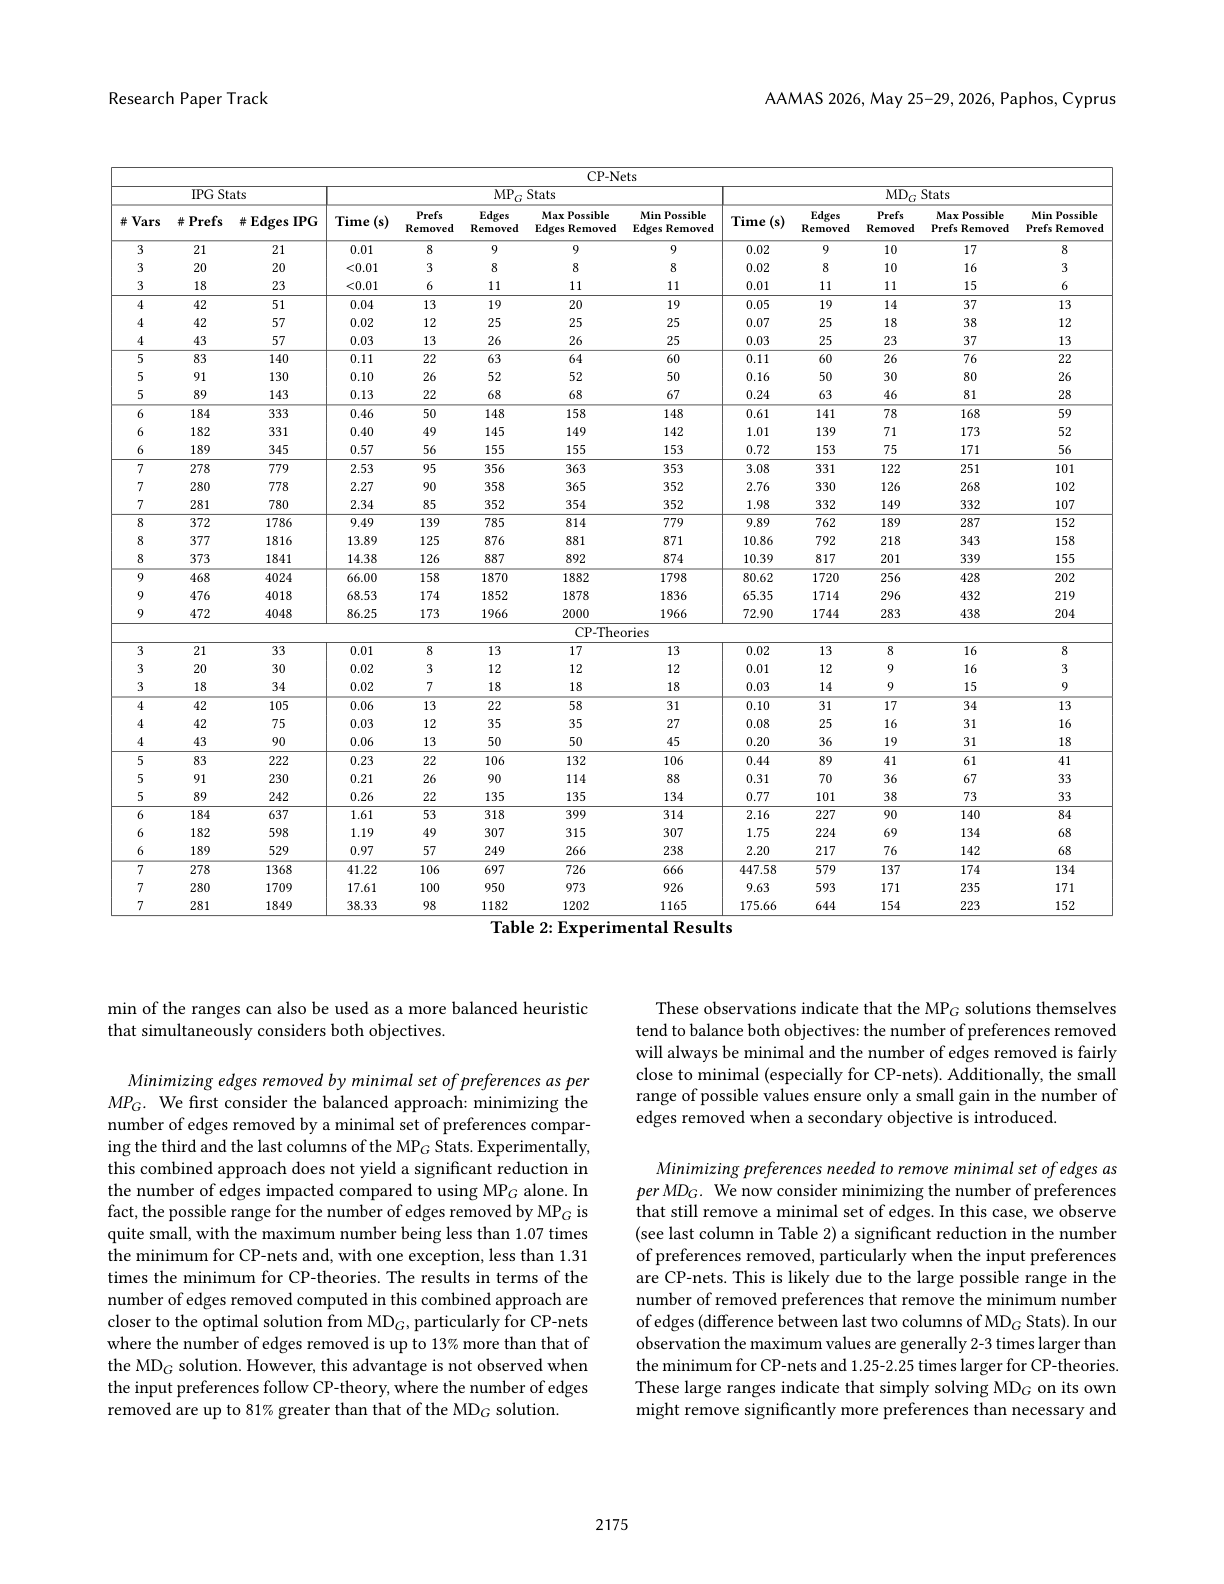 Research Paper Track
AAMAS 2026, May 25–29, 2026, Paphos, Cyprus
CP-Nets
IPG Stats MP_G Stats MD_G Stats
# Vars # Prefs # Edges IPG Time (s) Prefs Removed Edges Removed Max Possible Edges Removed Min Possible Edges Removed Time (s) Edges Removed Prefs Removed Max Possible Prefs Removed Min Possible Prefs Removed
3 21 21 0.01 8 9 9 9 0.02 9 10 17 8
3 20 20 <0.01 3 8 8 8 0.02 8 10 16 3
3 18 23 <0.01 6 11 11 11 0.01 11 11 15 6
4 42 51 0.04 13 19 20 19 0.05 19 14 37 13
4 42 57 0.02 12 25 25 25 0.07 25 18 38 12
4 43 57 0.03 13 26 26 25 0.03 25 23 37 13
5 83 140 0.11 22 63 64 60 0.11 60 26 76 22
5 91 130 0.10 26 52 52 50 0.16 50 30 80 26
5 89 143 0.13 22 68 68 67 0.24 63 46 81 28
6 184 333 0.46 50 148 158 148 0.61 141 78 168 59
6 182 331 0.40 49 145 149 142 1.01 139 71 173 52
6 189 345 0.57 56 155 155 153 0.72 153 75 171 56
7 278 779 2.53 95 356 363 353 3.08 331 122 251 101
7 280 778 2.27 90 358 365 352 2.76 330 126 268 102
7 281 780 2.34 85 352 354 352 1.98 332 149 332 107
8 372 1786 9.49 139 785 814 779 9.89 762 189 287 152
8 377 1816 13.89 125 876 881 871 10.86 792 218 343 158
8 373 1841 14.38 126 887 892 874 10.39 817 201 339 155
9 468 4024 66.00 158 1870 1882 1798 80.62 1720 256 428 202
9 476 4018 68.53 174 1852 1878 1836 65.35 1714 296 432 219
9 472 4048 86.25 173 1966 2000 1966 72.90 1744 283 438 204
CP-Theories
3 21 33 0.01 8 13 17 13 0.02 13 8 16 8
3 20 30 0.02 3 12 12 12 0.01 12 9 16 3
3 18 34 0.02 7 18 18 18 0.03 14 9 15 9
4 42 105 0.06 13 22 58 31 0.10 31 17 34 13
4 42 75 0.03 12 35 35 27 0.08 25 16 31 16
4 43 90 0.06 13 50 50 45 0.20 36 19 31 18
5 83 222 0.23 22 106 132 106 0.44 89 41 61 41
5 91 230 0.21 26 90 114 88 0.31 70 36 67 33
5 89 242 0.26 22 135 135 134 0.77 101 38 73 33
6 184 637 1.61 53 318 399 314 2.16 227 90 140 84
6 182 598 1.19 49 307 315 307 1.75 224 69 134 68
6 189 529 0.97 57 249 266 238 2.20 217 76 142 68
7 278 1368 41.22 106 697 726 666 447.58 579 137 174 134
7 280 1709 17.61 100 950 973 926 9.63 593 171 235 171
7 281 1849 38.33 98 1182 1202 1165 175.66 644 154 223 152
Table 2: Experimental Results
min of the ranges can also be used as a more balanced heuristic
that simultaneously considers both objectives.
Minimizing edges removed by minimal set of preferences as per
MP_G. We first consider the balanced approach: minimizing the
number of edges removed by a minimal set of preferences compar-
ing the third and the last columns of the MP_G Stats. Experimentally,
this combined approach does not yield a significant reduction in
the number of edges impacted compared to using MP_G alone. In
fact, the possible range for the number of edges removed by MP_G is
quite small, with the maximum number being less than 1.07 times
the minimum for CP-nets and, with one exception, less than 1.31
times the minimum for CP-theories. The results in terms of the
number of edges removed computed in this combined approach are
closer to the optimal solution from MD_G, particularly for CP-nets
where the number of edges removed is up to 13% more than that of
the MD_G solution. However, this advantage is not observed when
the input preferences follow CP-theory, where the number of edges
removed are up to 81% greater than that of the MD_G solution.
These observations indicate that the MP_G solutions themselves
tend to balance both objectives: the number of preferences removed
will always be minimal and the number of edges removed is fairly
close to minimal (especially for CP-nets). Additionally, the small
range of possible values ensure only a small gain in the number of
edges removed when a secondary objective is introduced.
Minimizing preferences needed to remove minimal set of edges as
per MD_G. We now consider minimizing the number of preferences
that still remove a minimal set of edges. In this case, we observe
(see last column in Table 2) a significant reduction in the number
of preferences removed, particularly when the input preferences
are CP-nets. This is likely due to the large possible range in the
number of removed preferences that remove the minimum number
of edges (difference between last two columns of MD_G Stats). In our
observation the maximum values are generally 2-3 times larger than
the minimum for CP-nets and 1.25-2.25 times larger for CP-theories.
These large ranges indicate that simply solving MD_G on its own
might remove significantly more preferences than necessary and
2175